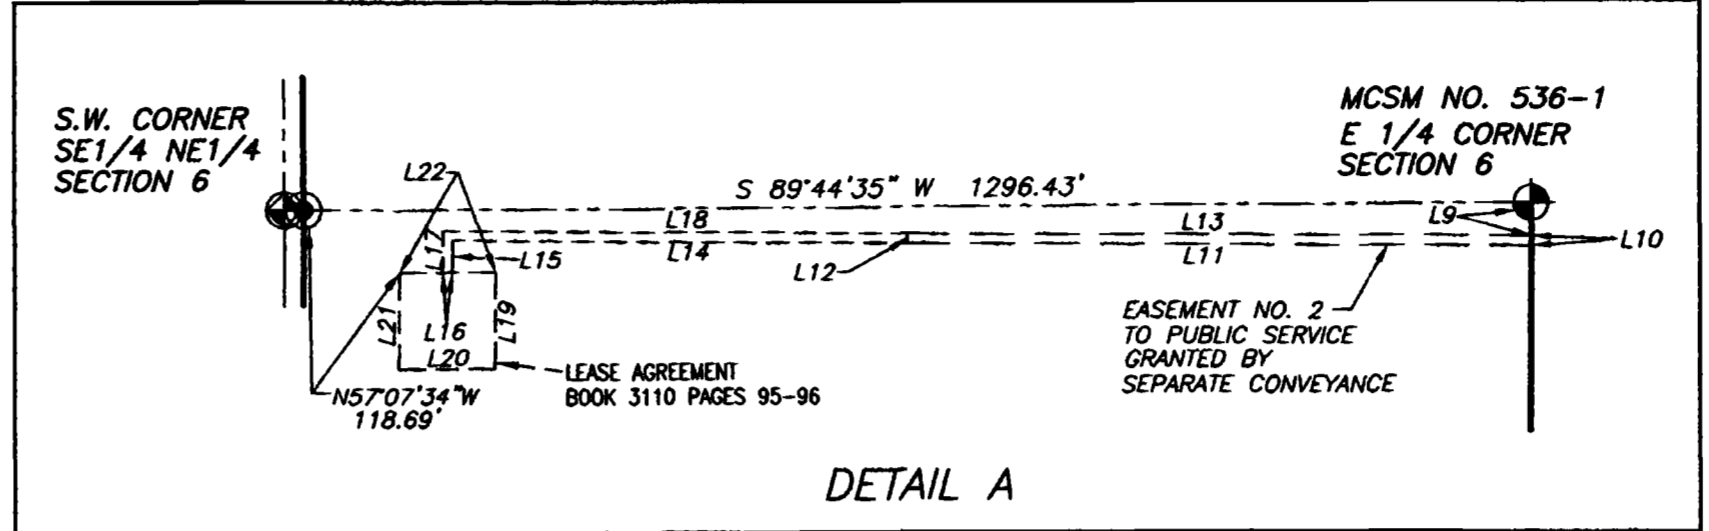 S.W. CORNER
SE1/4 NE1/4
SECTION 6
MCSM NO. 536-1
E 1/4 CORNER
SECTION 6
L22
S 89°44'35" W 1296.43'
L9
L18
L13
L17
L10
L14
L11
L15
L12
L21
L16
L19
L20
EASEMENT NO. 2
TO PUBLIC SERVICE
GRANTED BY
SEPARATE CONVEYANCE
LEASE AGREEMENT
BOOK 3110 PAGES 95-96
N57°07'34"W
118.69'
DETAIL A